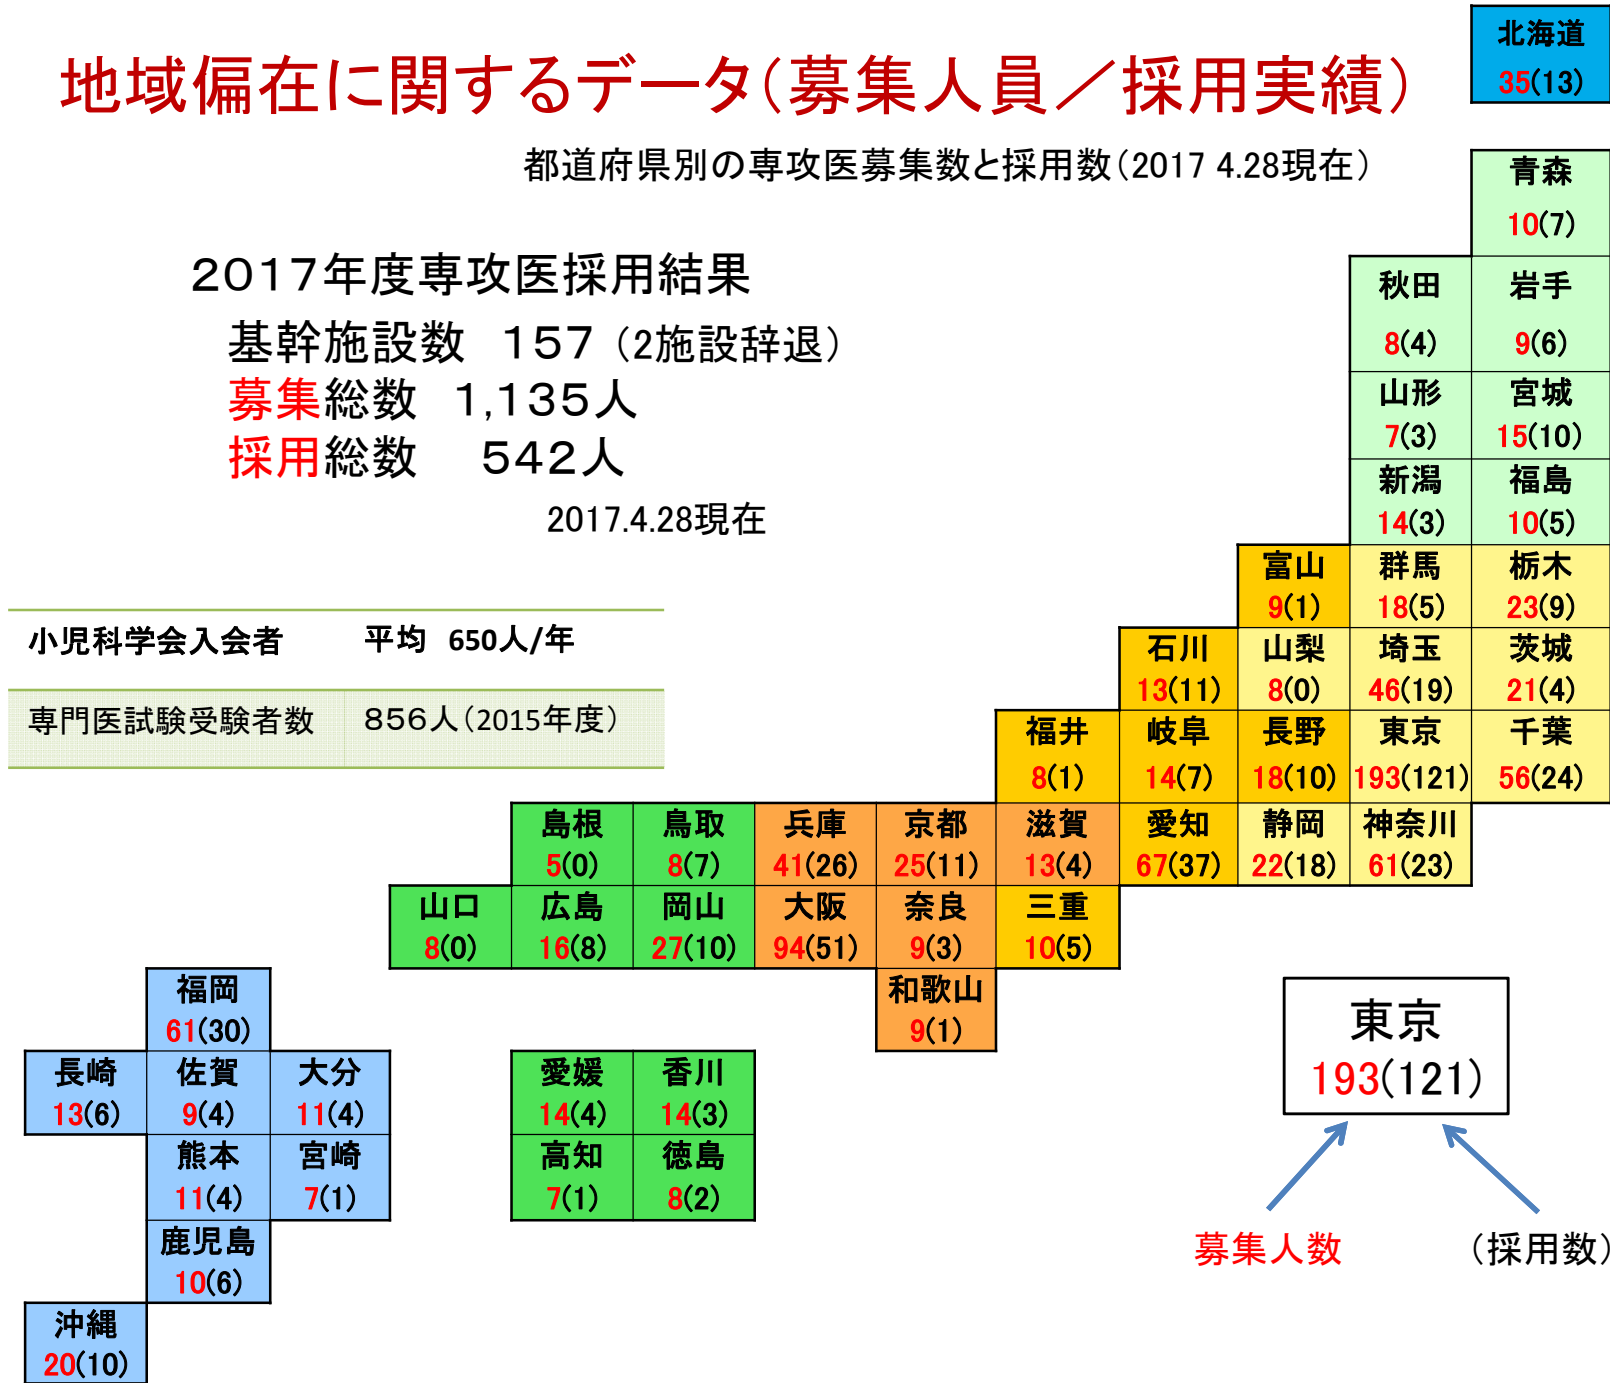 地域偏在に関するデータ（募集人員／採用実績）
北海道
35(13)
都道府県別の専攻医募集数と採用数（2017 4.28現在）
青森
10(7)
２０１７年度専攻医採用結果
基幹施設数　１５７（2施設辞退）
募集総数　１,１３５人
採用総数　５４２人
2017.4.28現在
秋田 岩手
8(4) 9(6)
山形 宮城
7(3) 15(10)
新潟 福島
14(3) 10(5)
富山 群馬 栃木
9(1) 18(5) 23(9)
小児科学会入会者 平均 650人/年
石川 山梨 埼玉 茨城
13(11) 8(0) 46(19) 21(4)
専門医試験受験者数 ８５６人（2015年度）
福井 岐阜 長野 東京 千葉
8(1) 14(7) 18(10) 193(121) 56(24)
島根 鳥取 兵庫 京都 滋賀 愛知 静岡 神奈川
5(0) 8(7) 41(26) 25(11) 13(4) 67(37) 22(18) 61(23)
山口 広島 岡山 大阪 奈良 三重
8(0) 16(8) 27(10) 94(51) 9(3) 10(5)
福岡 和歌山
61(30) 9(1)
長崎 佐賀 大分 愛媛 香川
13(6) 9(4) 11(4) 14(4) 14(3)
熊本 宮崎 高知 徳島
11(4) 7(1) 7(1) 8(2)
鹿児島
10(6)
沖縄
20(10)
東京
193(121)
募集人数 （採用数）